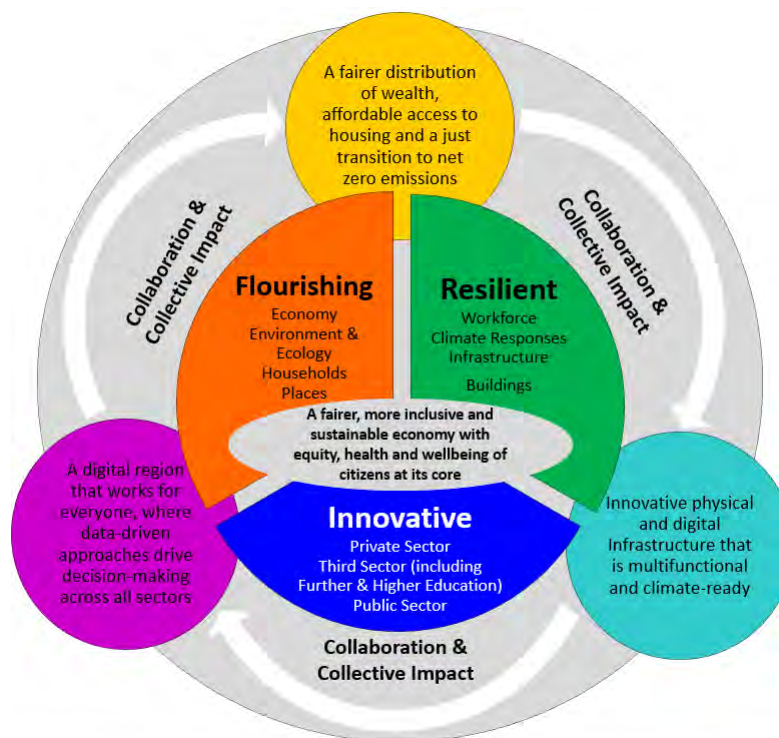 A fairer distribution
of wealth,
affordable access to
housing and a just
transition to net
zero emissions
Collaboration &
Collective Impact
Collaboration &
Collective Impact
Flourishing
Economy
Environment &
Ecology
Households
Places
Resilient
Workforce
Climate Responses
Infrastructure
Buildings
A fairer, more inclusive and
sustainable economy with
equity, health and wellbeing of
citizens at its core
A digital region
that works for
everyone, where
data-driven
approaches drive
decision-making
across all sectors
Innovative
Private Sector
Third Sector (including
Further & Higher Education)
Public Sector
Innovative physical
and digital
Infrastructure that
is multifunctional
and climate-ready
Collaboration &
Collective Impact